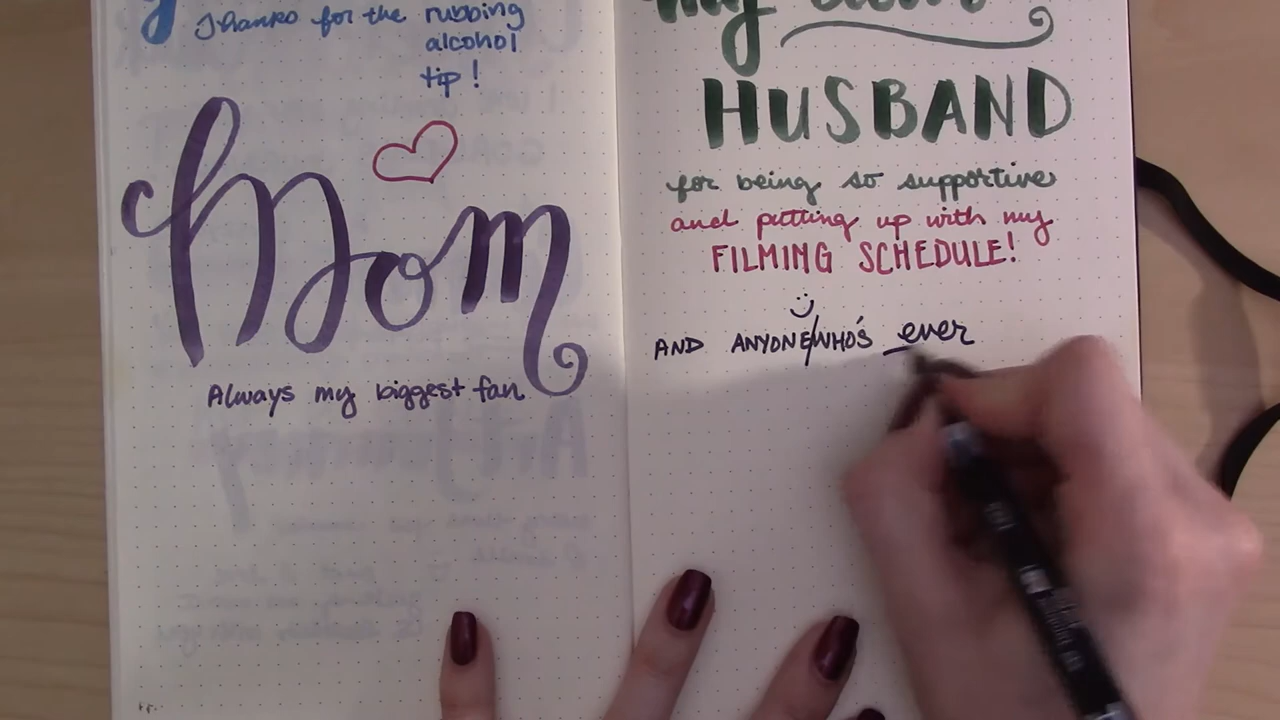 Thanks for the rubbing
alcohol
tip!
Mom
Always my biggest fan
my
HUSBAND
for being so supportive
and putting up with my
FILMING SCHEDULE!
AND ANYONE/WHO'S ever